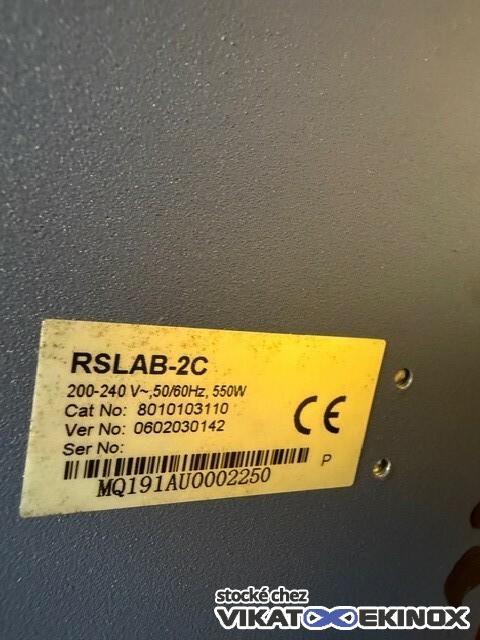 RSLAB-2C
200-240 V~,50/60Hz, 550W
Cat No: 8010103110
Ver No: 0602030142
Ser No:
P
MQ191AU0002250
CE
stocké chez
VIKAT EKINOX